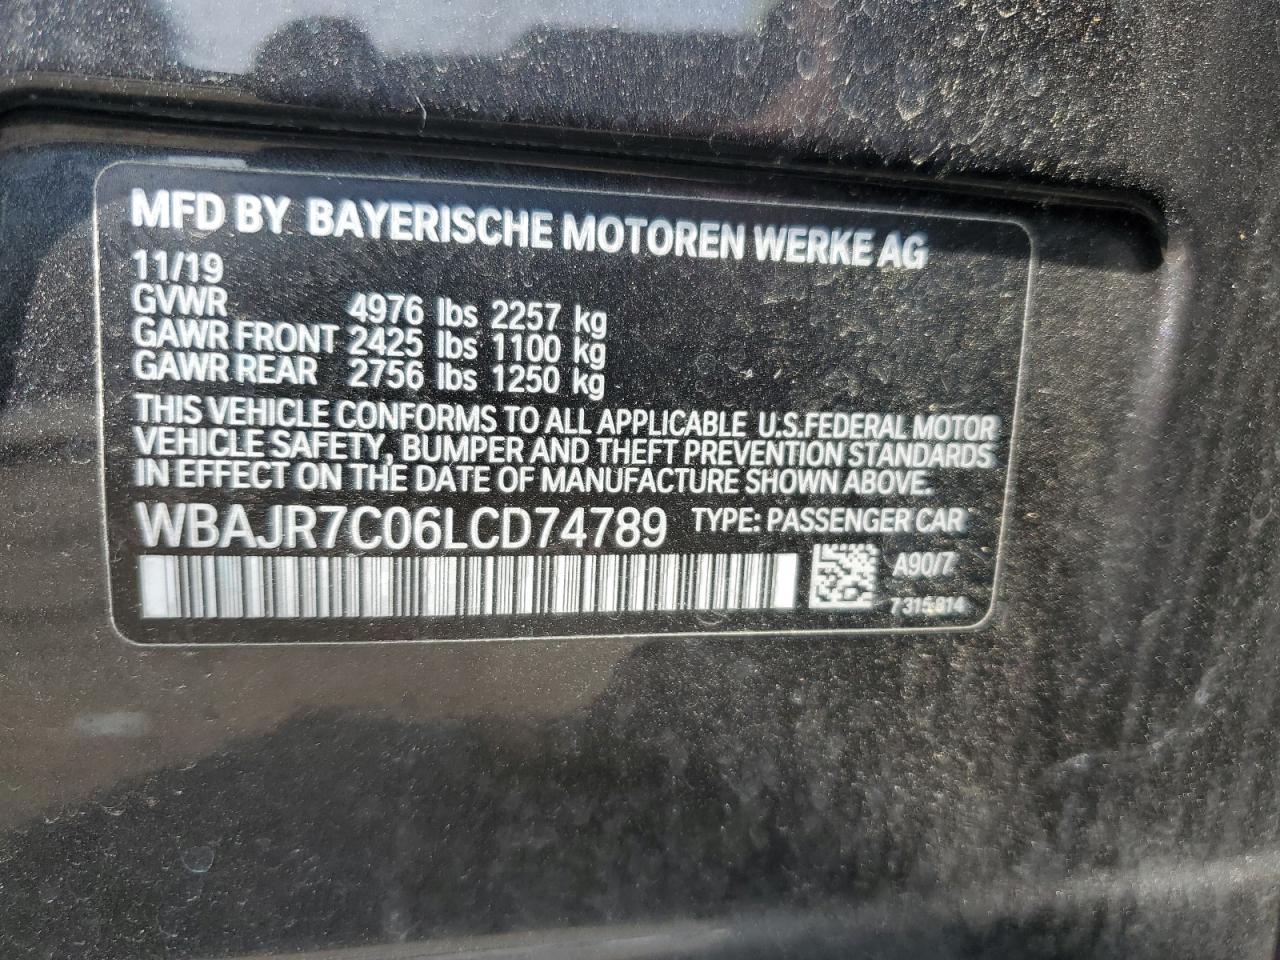 MFD BY BAYERISCHE MOTOREN WERKE AG
11/19
GVWR 4976 lbs 2257 kg
GAWR FRONT 2425 lbs 1100 kg
GAWR REAR 2756 lbs 1250 kg
THIS VEHICLE CONFORMS TO ALL APPLICABLE U.S.FEDERAL MOTOR
VEHICLE SAFETY, BUMPER AND THEFT PREVENTION STANDARDS
IN EFFECT ON THE DATE OF MANUFACTURE SHOWN ABOVE.
WBAJR7C06LCD74789 TYPE: PASSENGER CAR
A90/7